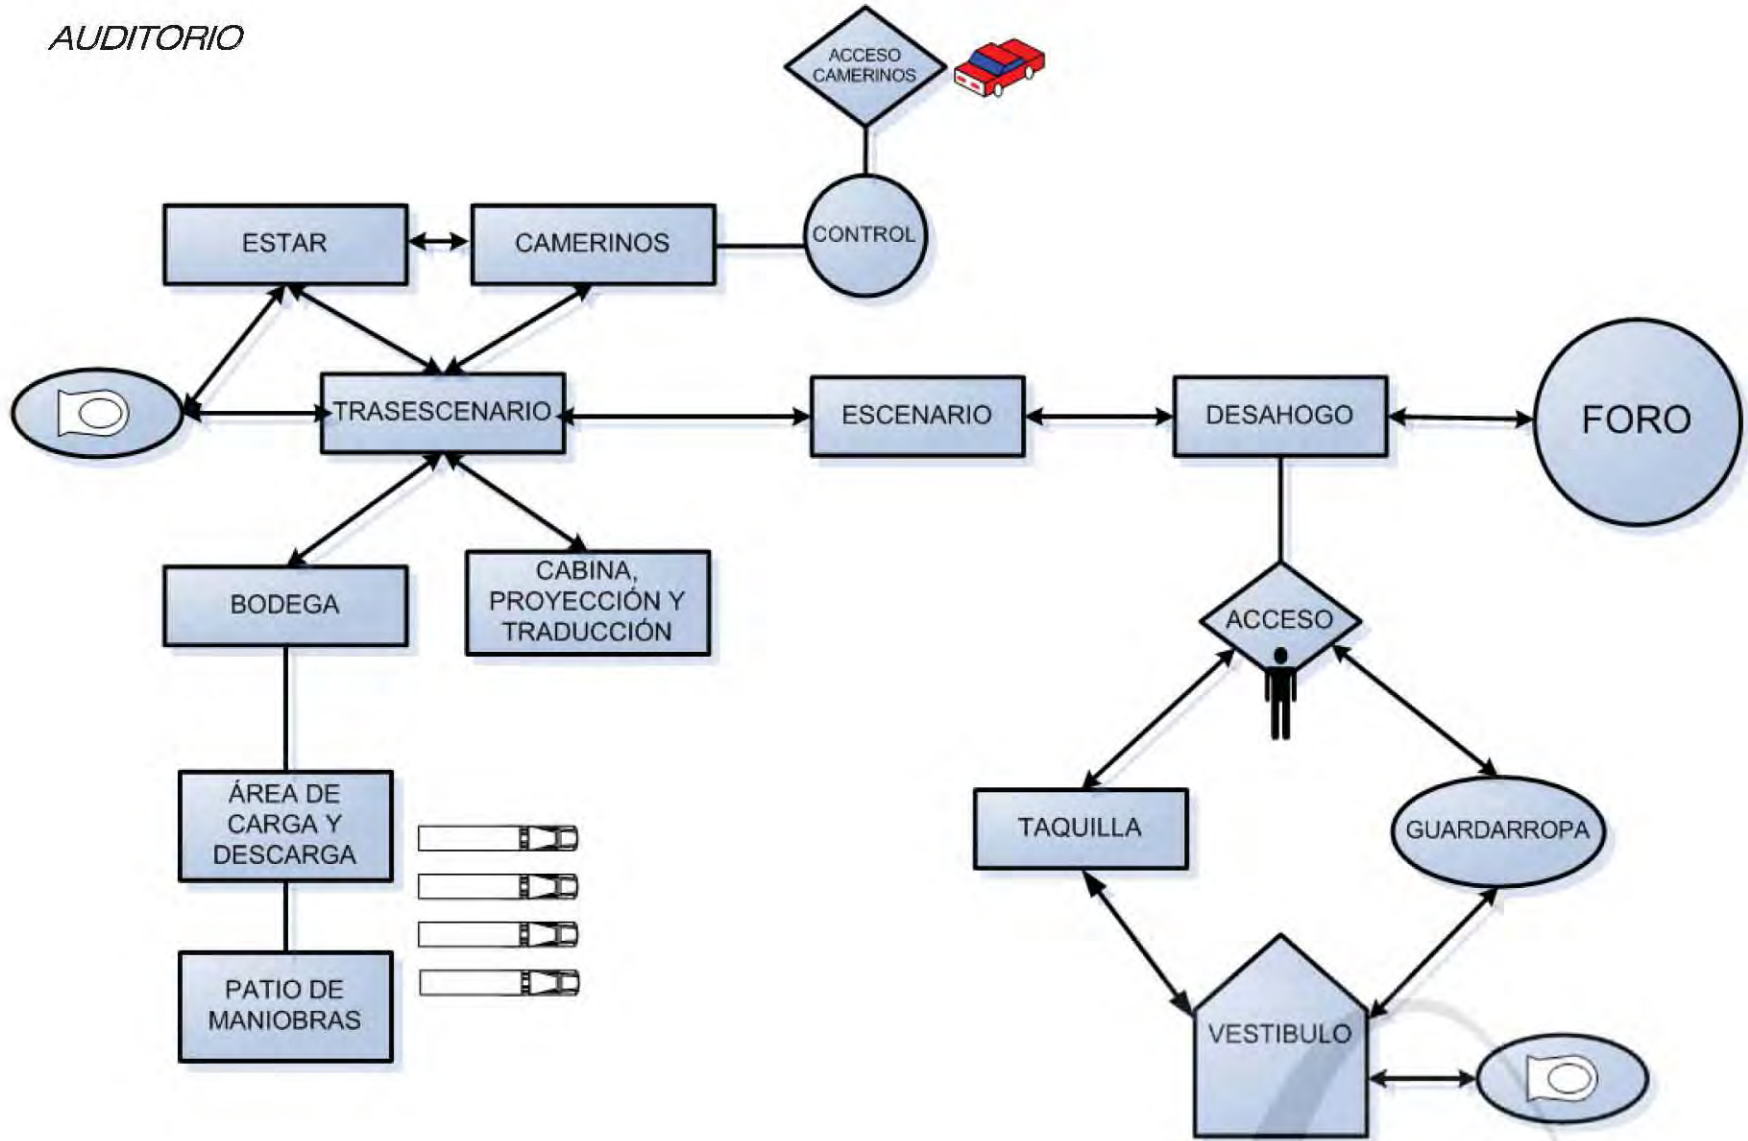 AUDITORIO
ACCESO
CAMERINOS
ESTAR
CAMERINOS
CONTROL
TRASESCENARIO
ESCENARIO
DESAHOGO
FORO
BODEGA
CABINA,
PROYECCIÓN Y
TRADUCCIÓN
ACCESO
ÁREA DE
CARGA Y
DESCARGA
TAQUILLA
GUARDARROPA
PATIO DE
MANIOBRAS
VESTIBULO